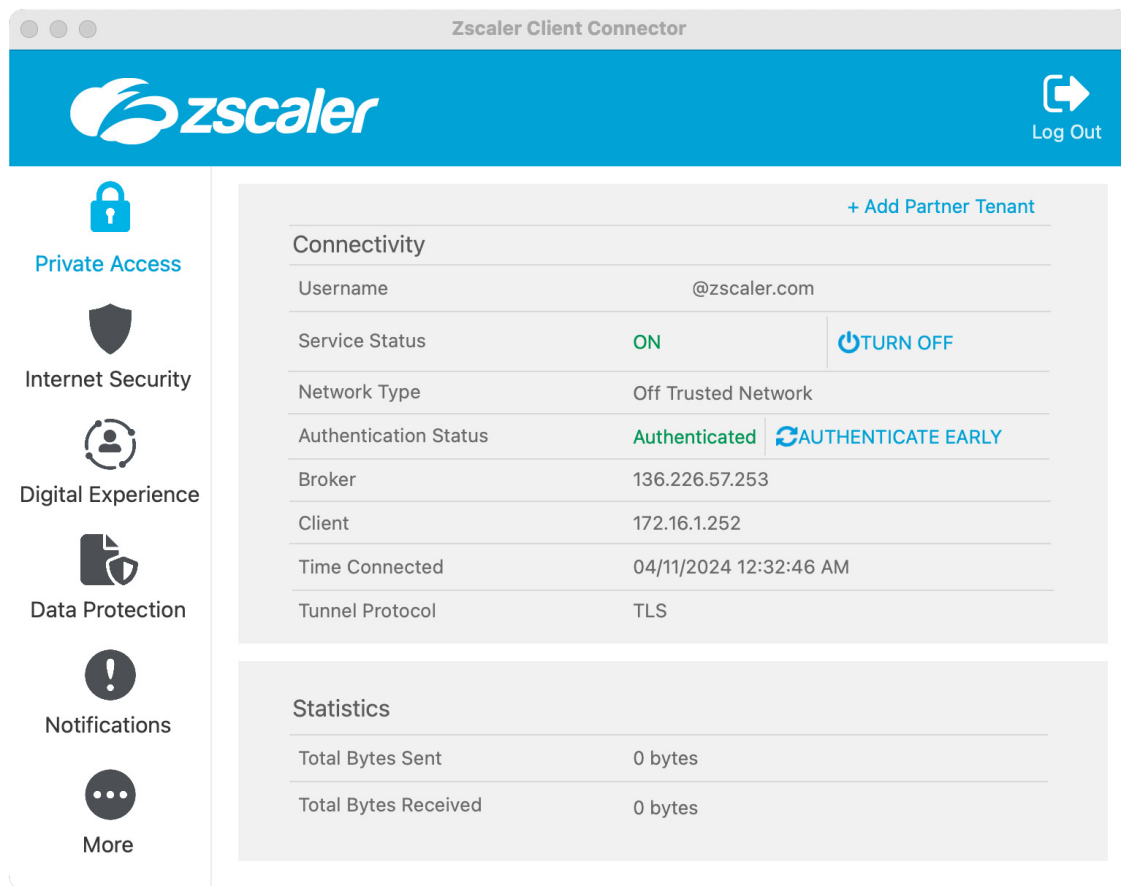 Zscaler Client Connector
zscaler
Log Out
Private Access
Internet Security
Digital Experience
Data Protection
Notifications
More
+ Add Partner Tenant
Connectivity
Username @zscaler.com
Service Status ON TURN OFF
Network Type Off Trusted Network
Authentication Status Authenticated AUTHENTICATE EARLY
Broker 136.226.57.253
Client 172.16.1.252
Time Connected 04/11/2024 12:32:46 AM
Tunnel Protocol TLS
Statistics
Total Bytes Sent 0 bytes
Total Bytes Received 0 bytes